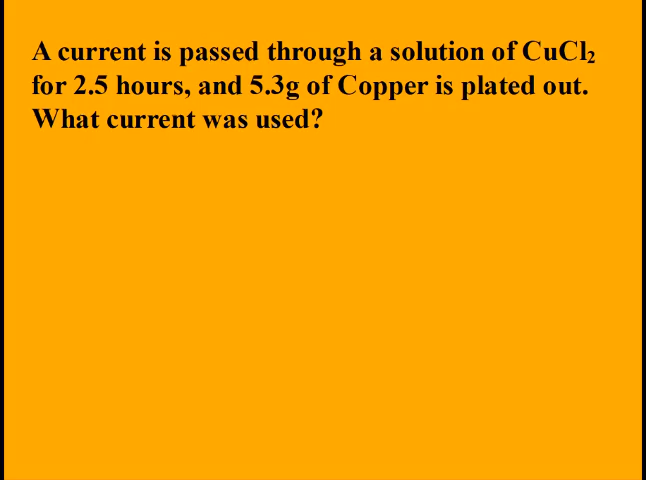 A current is passed through a solution of CuCl₂
for 2.5 hours, and 5.3g of Copper is plated out.
What current was used?